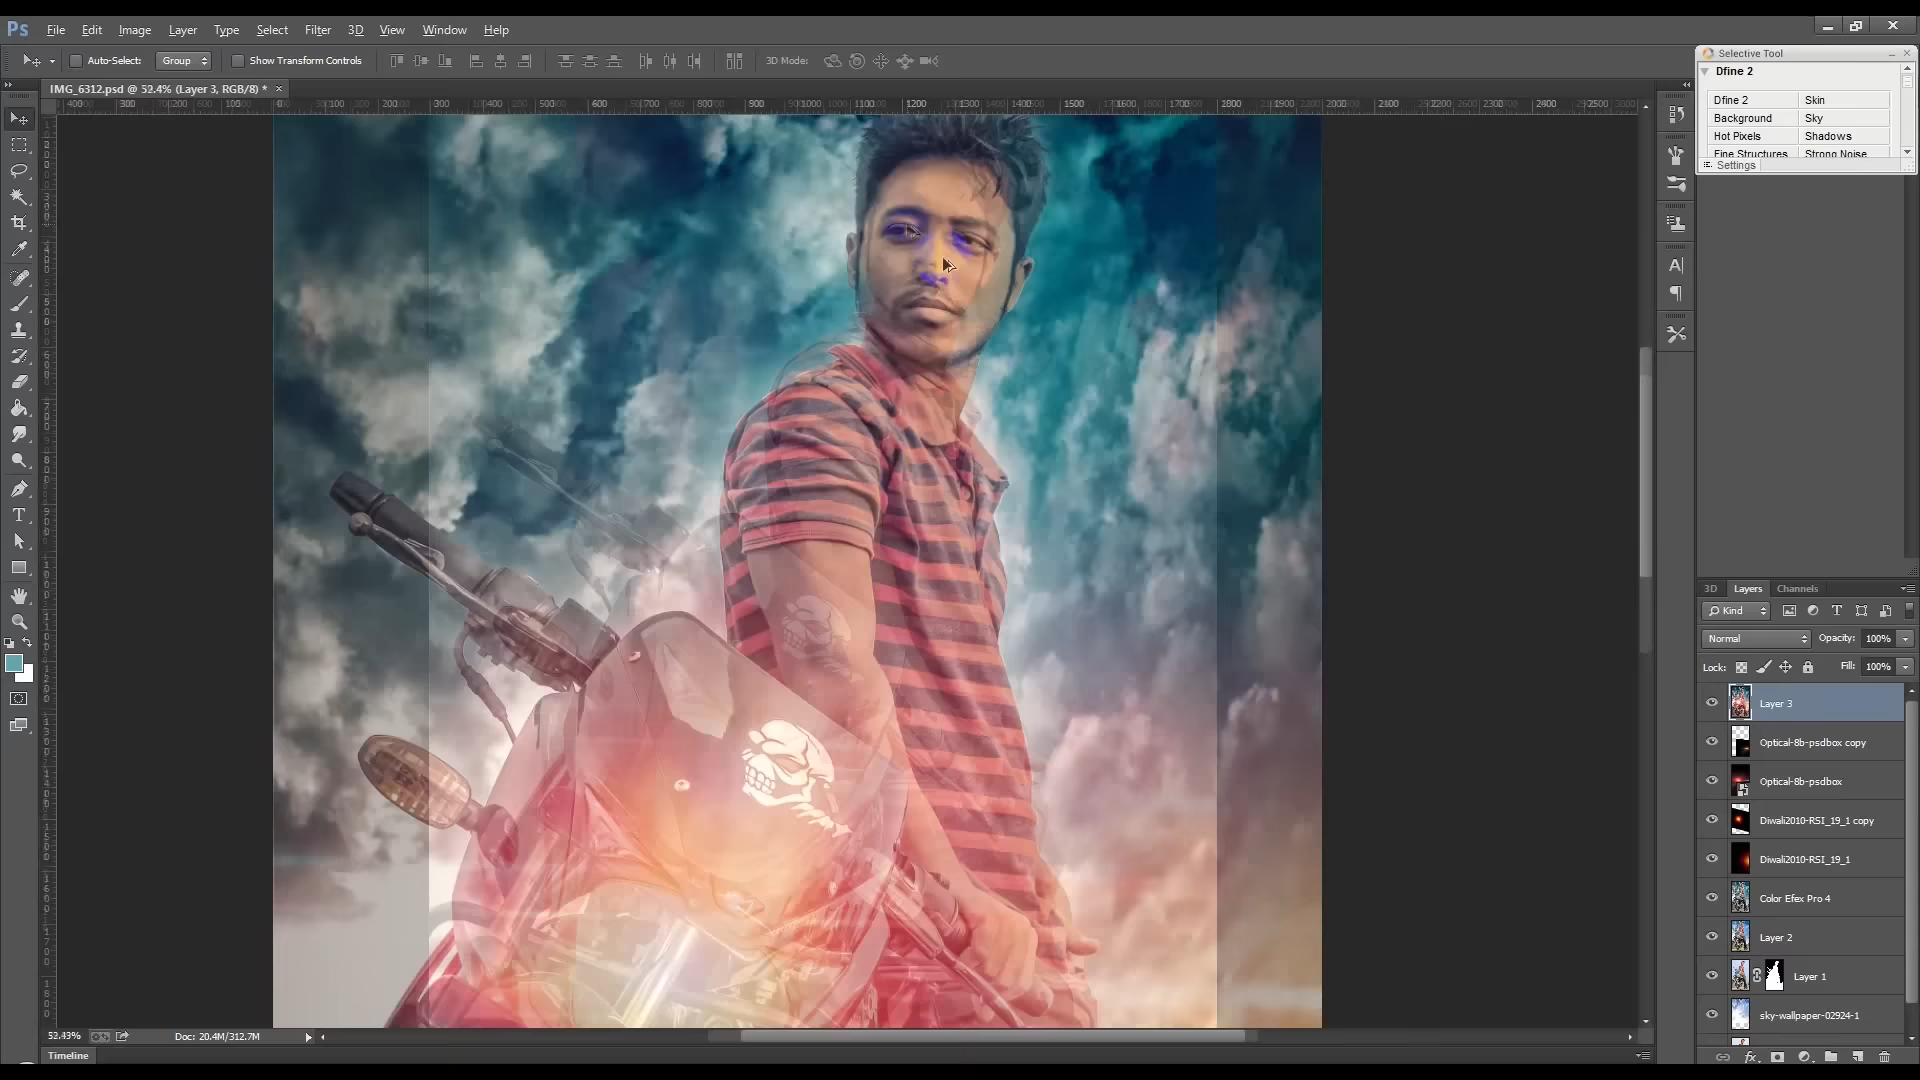 Ps File Edit Image Layer Type Select Filter 3D View Window Help
Auto-Select: Group Show Transform Controls 3D Mode:
Selective Tool
Dfine 2
Dfine 2 Skin
Background Sky
Hot Pixels Shadows
Fine Structures Strong Noise
Settings
IMG_6312.psd @ 52.4% (Layer 3, RGB/8) *
3D Layers Channels
Kind
Normal Opacity: 100%
Lock: Fill: 100%
Layer 3
Optical-8b-psdbox copy
Optical-8b-psdbox
Diwali2010-RSI_19_1 copy
Diwali2010-RSI_19_1
Color Efex Pro 4
Layer 2
Layer 1
sky-wallpaper-02924-1
Doc: 20.4M/312.7M
Timeline